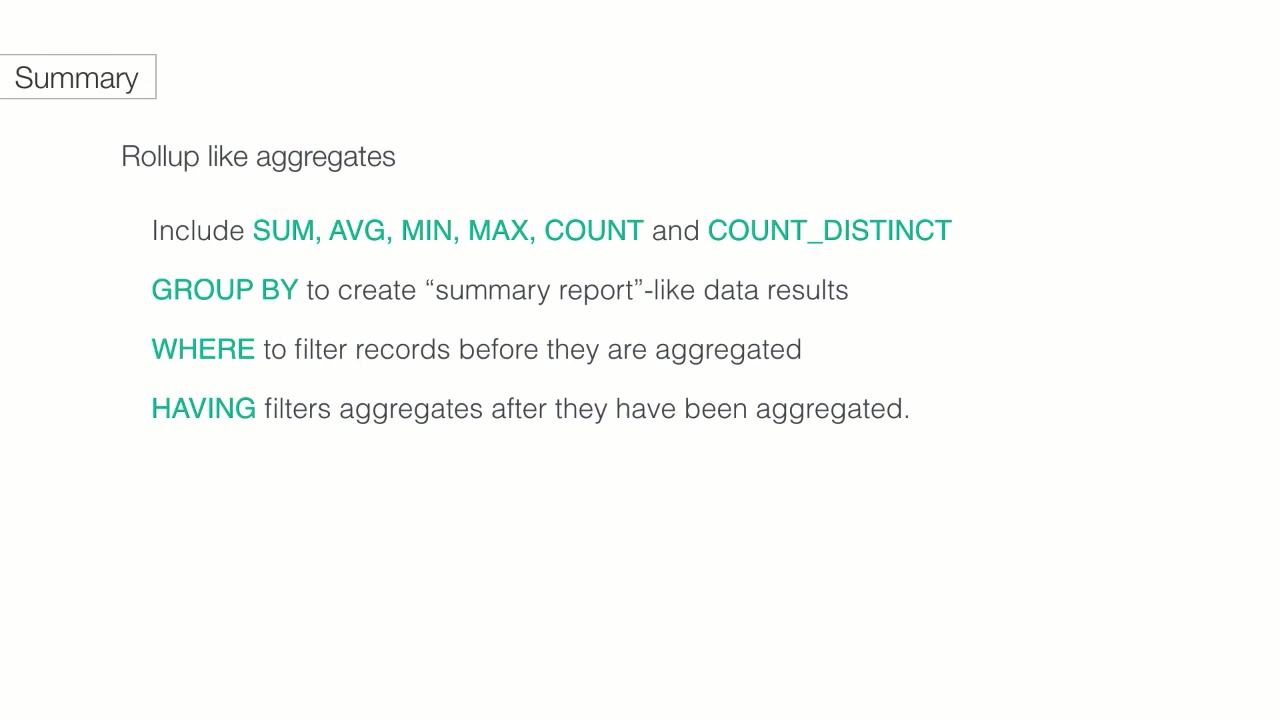 Summary
Rollup like aggregates
Include SUM, AVG, MIN, MAX, COUNT and COUNT_DISTINCT
GROUP BY to create “summary report”-like data results
WHERE to filter records before they are aggregated
HAVING filters aggregates after they have been aggregated.